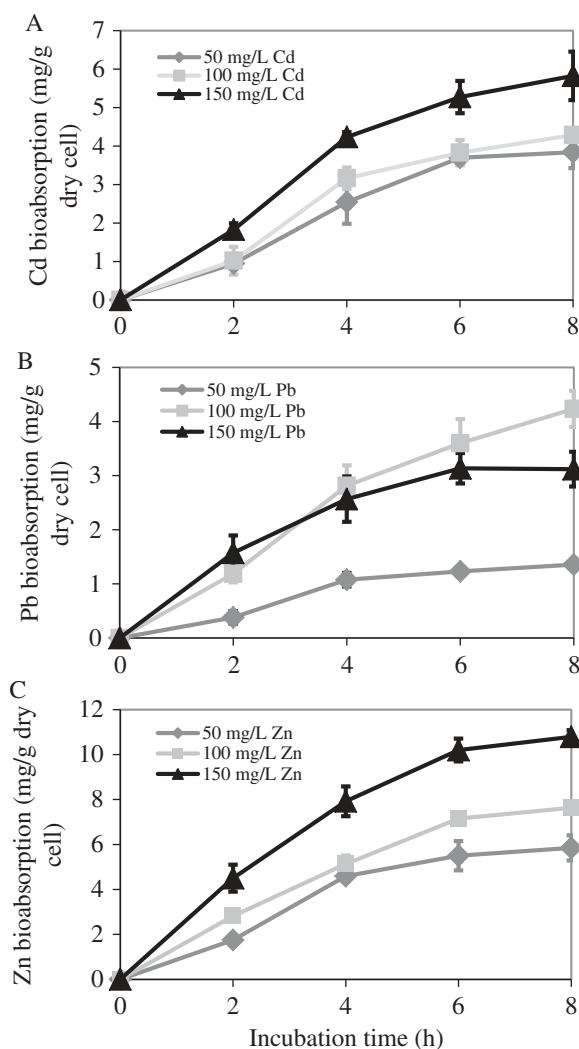 A
Cd bioabsorption (mg/g
dry cell)
7
6
5
4
3
2
1
0
50 mg/L Cd
100 mg/L Cd
150 mg/L Cd
0 2 4 6 8
B
Pb bioabsorption (mg/g
dry cell)
5
4
3
2
1
0
50 mg/L Pb
100 mg/L Pb
150 mg/L Pb
0 2 4 6 8
C
Zn bioabsorption (mg/g dry
cell)
12
10
8
6
4
2
0
50 mg/L Zn
100 mg/L Zn
150 mg/L Zn
0 2 4 6 8
Incubation time (h)